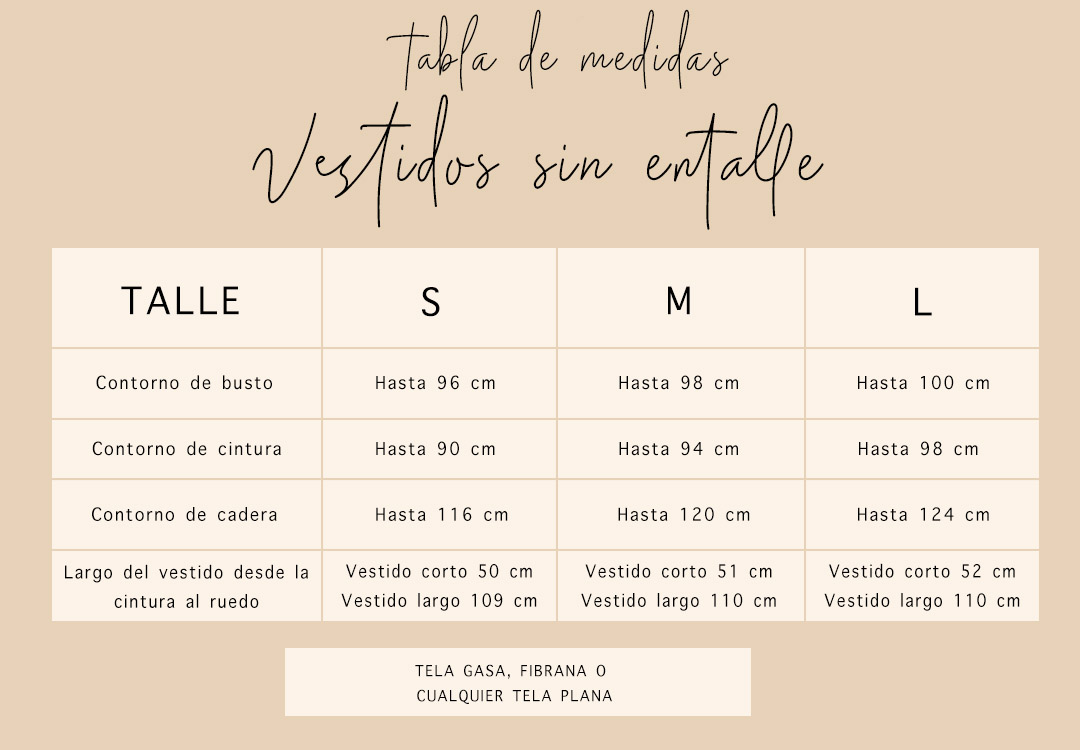 Tabla de medidas
Vestidos sin entalle
TALLE S M L
Contorno de busto Hasta 96 cm Hasta 98 cm Hasta 100 cm
Contorno de cintura Hasta 90 cm Hasta 94 cm Hasta 98 cm
Contorno de cadera Hasta 116 cm Hasta 120 cm Hasta 124 cm
Largo del vestido desde la Vestido corto 50 cm Vestido corto 51 cm Vestido corto 52 cm
cintura al ruedo Vestido largo 109 cm Vestido largo 110 cm Vestido largo 110 cm
TELA GASA, FIBRANA O
CUALQUIER TELA PLANA